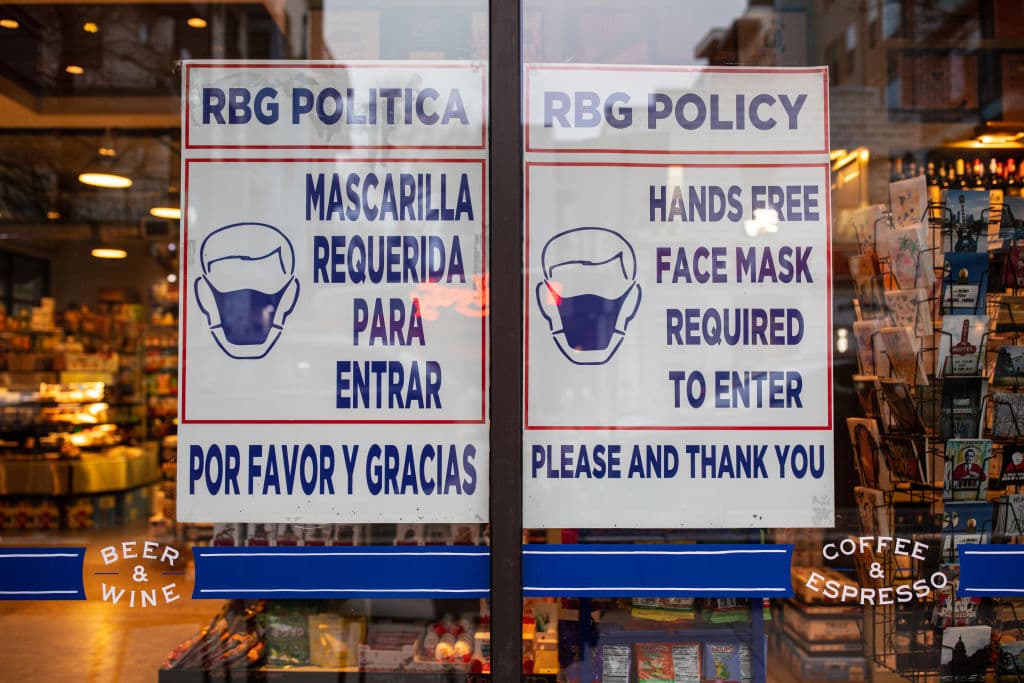 RBG POLITICA
MASCARILLA
REQUERIDA
PARA
ENTRAR
POR FAVOR Y GRACIAS
RBG POLICY
HANDS FREE
FACE MASK
REQUIRED
TO ENTER
PLEASE AND THANK YOU
BEER
&
WINE
COFFEE
&
ESPRESSO
MOTEL